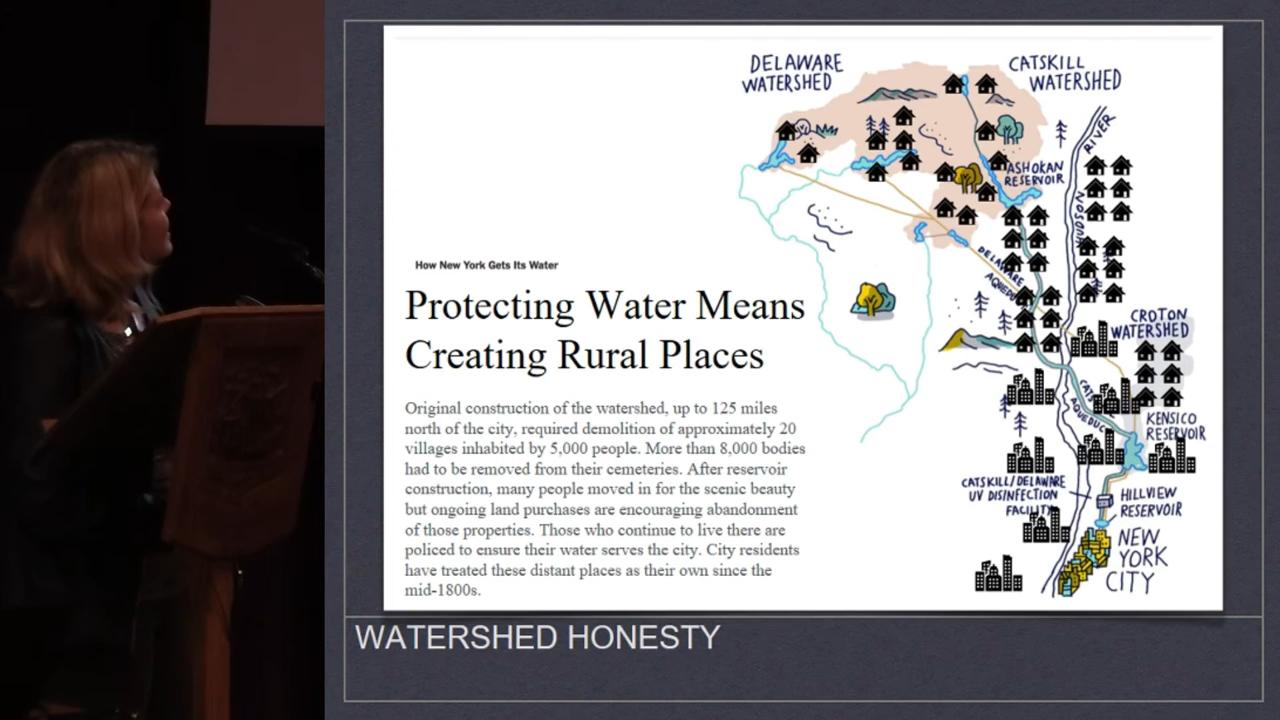 DELAWARE
WATERSHED
CATSKILL
WATERSHED
RIVER
HUDSON
ASHOKAN
RESERVOIR
DELAWARE
How New York Gets Its Water
Protecting Water Means
Creating Rural Places
CROTON
WATERSHED
Original construction of the watershed, up to 125 miles
north of the city, required demolition of approximately 20
villages inhabited by 5,000 people. More than 8,000 bodies
had to be removed from their cemeteries. After reservoir
construction, many people moved in for the scenic beauty
but ongoing land purchases are encouraging abandonment
of those properties. Those who continue to live there are
policed to ensure their water serves the city. City residents
have treated these distant places as their own since the
mid-1800s.
KENSICO
RESERVOIR
CATSKILL/DELAWARE
UV DISINFECTION
FACILITY
HILLVIEW
RESERVOIR
NEW
YORK
CITY
WATERSHED HONESTY